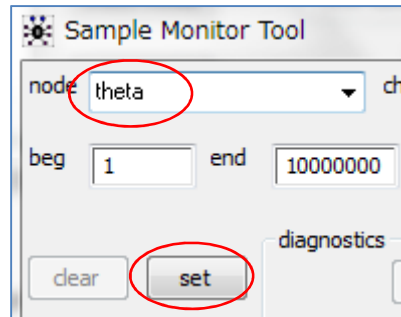 Sample Monitor Tool
node theta
beg 1 end 10000000
diagnostics
clear set